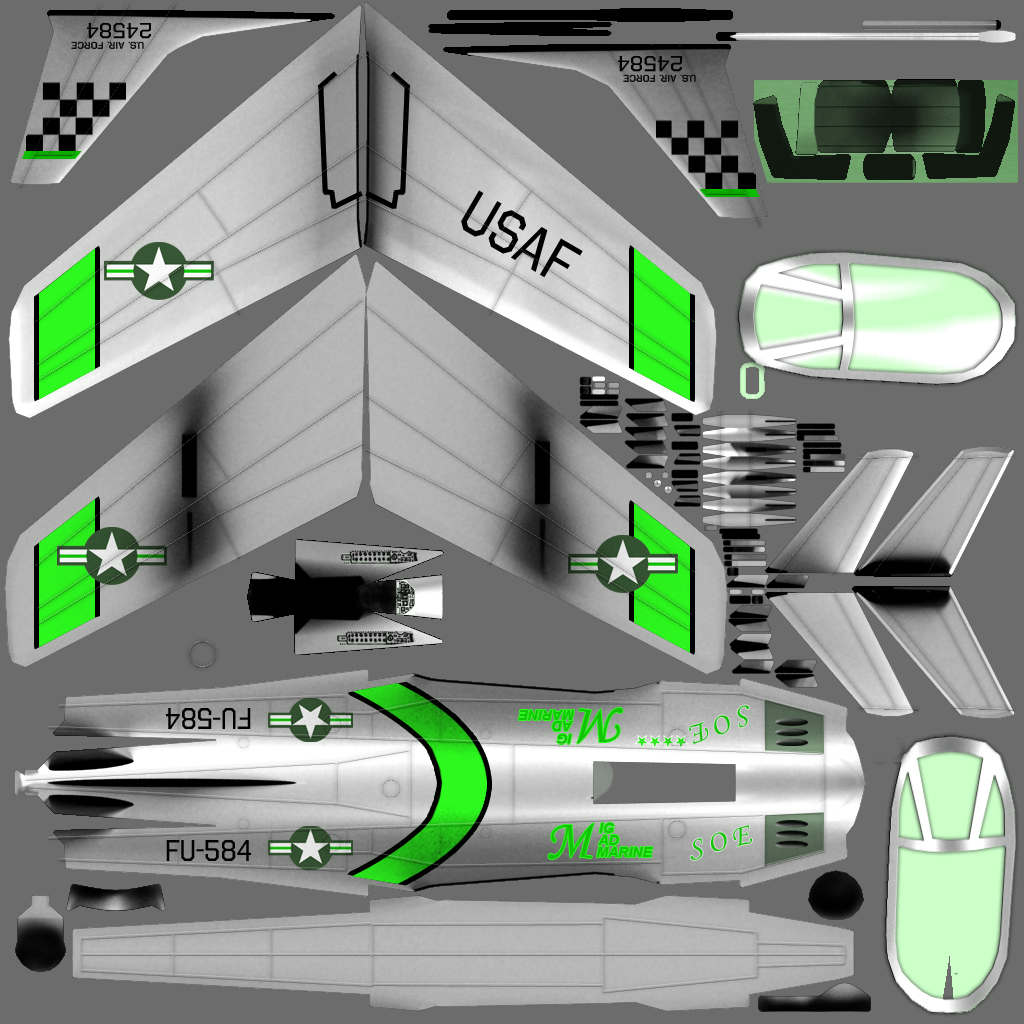 24584
U.S. AIR FORCE
24584
U.S. AIR FORCE
USAF
FU-584
MIG
MAD
MARINE
SOE
FU-584
MIG
MAD
MARINE
SOE